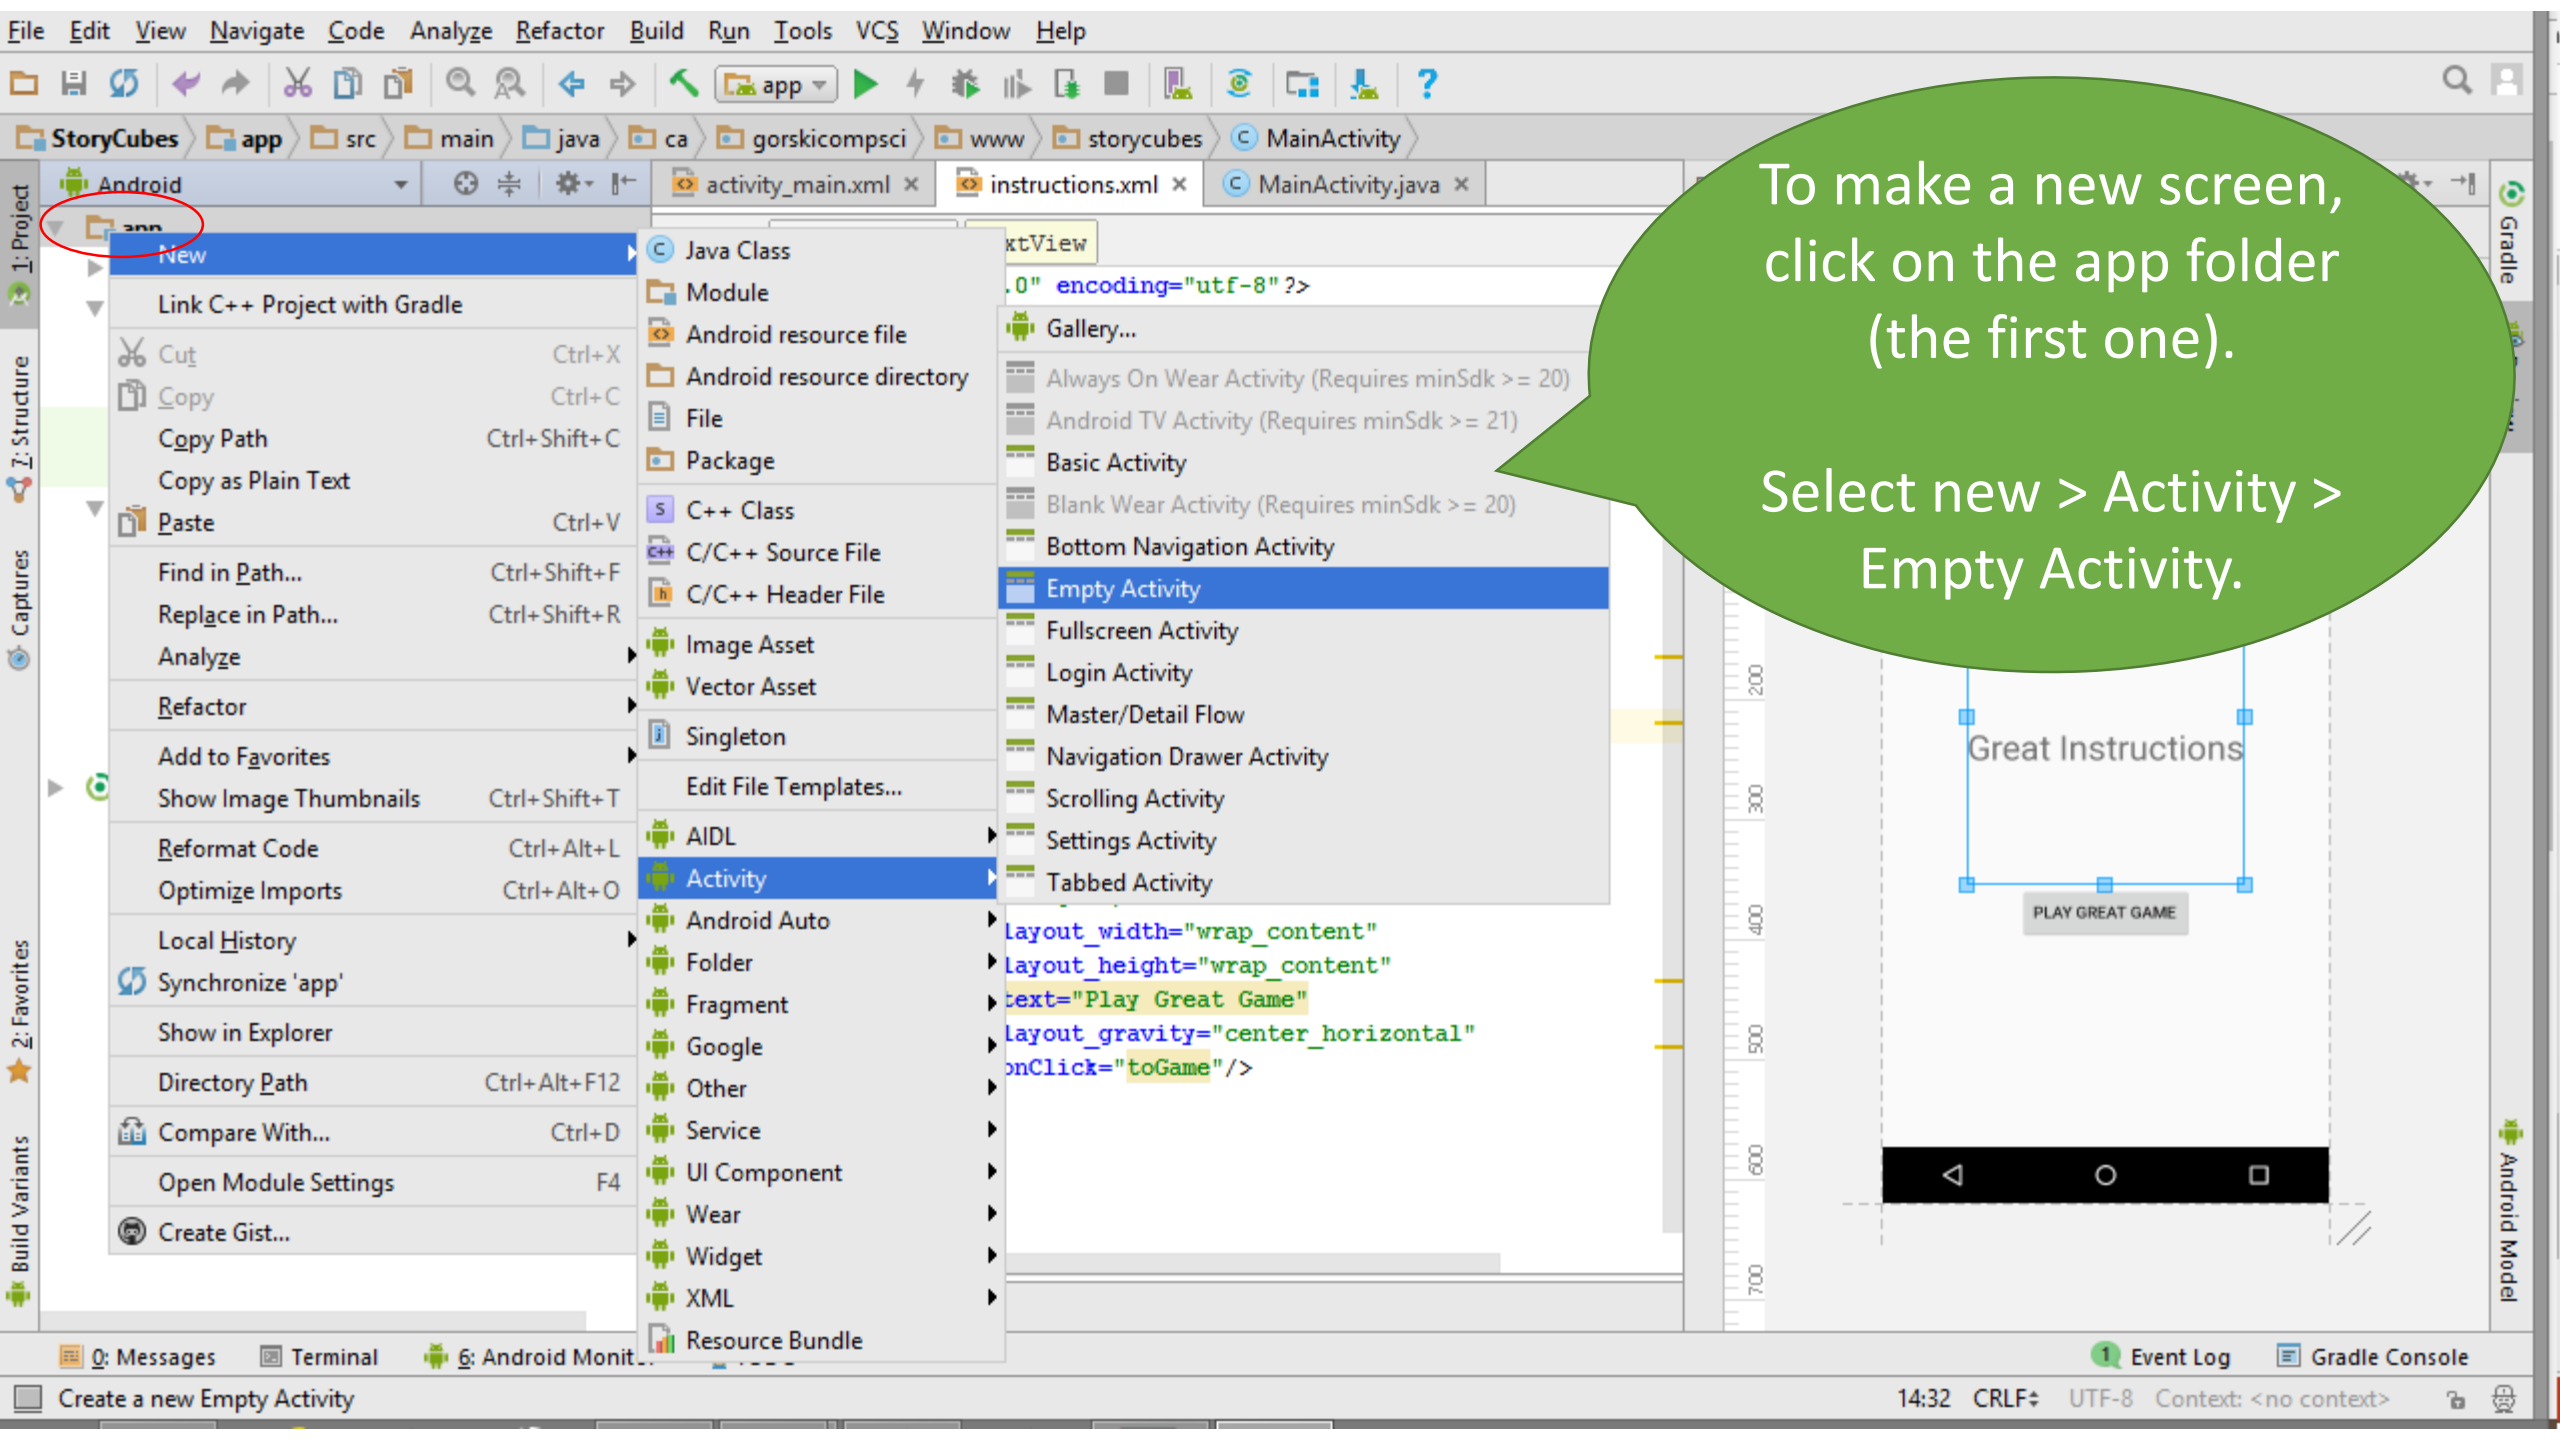 File Edit View Navigate Code Analyze Refactor Build Run Tools VCS Window Help
app
StoryCubes app src main java ca gorskicompsci www storycubes MainActivity
Android
activity_main.xml instructions.xml MainActivity.java
app
1: Project
7: Structure
Captures
2: Favorites
Build Variants
New
Link C++ Project with Gradle
Cut Ctrl+X
Copy Ctrl+C
Copy Path Ctrl+Shift+C
Copy as Plain Text
Paste Ctrl+V
Find in Path... Ctrl+Shift+F
Replace in Path... Ctrl+Shift+R
Analyze
Refactor
Add to Favorites
Show Image Thumbnails Ctrl+Shift+T
Reformat Code Ctrl+Alt+L
Optimize Imports Ctrl+Alt+O
Local History
Synchronize 'app'
Show in Explorer
Directory Path Ctrl+Alt+F12
Compare With... Ctrl+D
Open Module Settings F4
Create Gist...
Java Class
Module
Android resource file
Android resource directory
File
Package
C++ Class
C/C++ Source File
C/C++ Header File
Image Asset
Vector Asset
Singleton
Edit File Templates...
AIDL
Activity
Android Auto
Folder
Fragment
Google
Other
Service
UI Component
Wear
Widget
XML
Resource Bundle
xtView
.0" encoding="utf-8"?>
Gallery...
Always On Wear Activity (Requires minSdk >= 20)
Android TV Activity (Requires minSdk >= 21)
Basic Activity
Blank Wear Activity (Requires minSdk >= 20)
Bottom Navigation Activity
Empty Activity
Fullscreen Activity
Login Activity
Master/Detail Flow
Navigation Drawer Activity
Scrolling Activity
Settings Activity
Tabbed Activity
layout_width="wrap_content"
layout_height="wrap_content"
text="Play Great Game"
layout_gravity="center_horizontal"
onClick="toGame"/>
To make a new screen,
click on the app folder
(the first one).
Select new > Activity >
Empty Activity.
200
300
400
500
600
700
Great Instructions
PLAY GREAT GAME
Gradle
Android Model
0: Messages Terminal 6: Android Monit
1 Event Log Gradle Console
Create a new Empty Activity
14:32 CRLF UTF-8 Context: <no context>